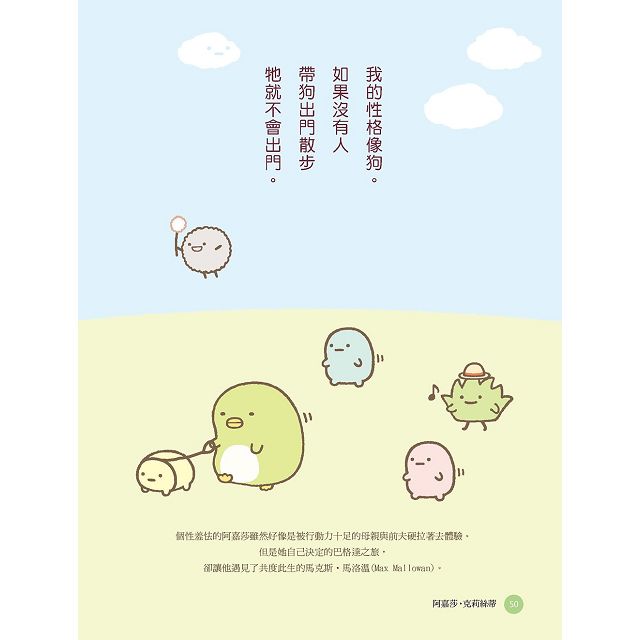 我的性格像狗。
如果沒有人
帶狗出門散步
牠就不會出門。
個性羞怯的阿嘉莎雖然好像是被行動力十足的母親與前夫硬拉著去體驗，
但是她自己決定的巴格達之旅，
卻讓他遇見了共度此生的馬克斯・馬洛溫(Max Mallowan)。
阿嘉莎・克莉絲蒂 50